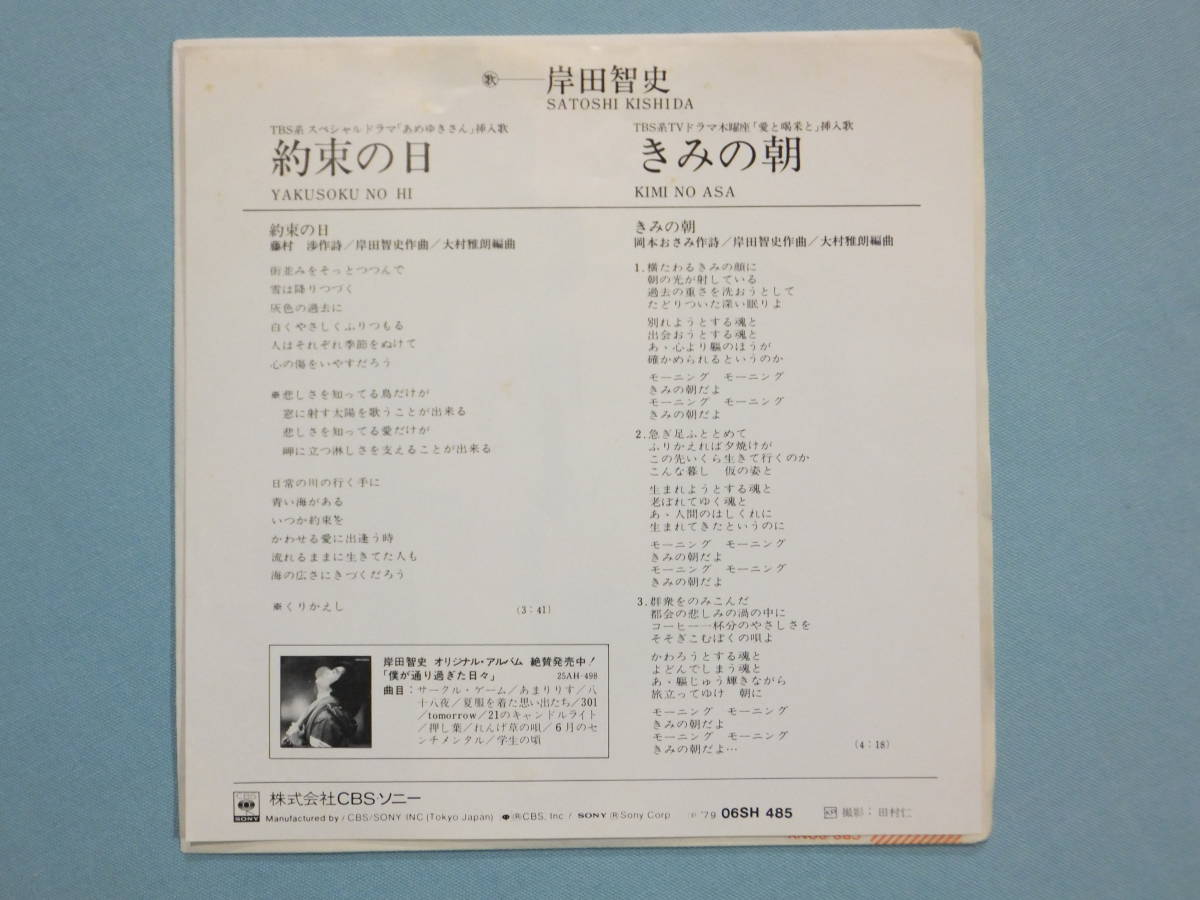 歌──岸田智史
SATOSHI KISHIDA
TBS系 スペシャルドラマ「あめゆきさん」挿入歌
約束の日
YAKUSOKU NO HI
TBS系TVドラマ木曜座「愛と喝采と」挿入歌
きみの朝
KIMI NO ASA
約束の日
藤村 渉作詩/岸田智史作曲/大村雅朗編曲
街並みをそっとつつんで
雪は降りつづく
灰色の過去に
白くやさしくふりつもる
人はそれぞれ季節をぬけて
心の傷をいやすだろう
※悲しさを知ってる鳥だけが
窓に射す太陽を歌うことが出来る
悲しさを知ってる愛だけが
岬に立つ淋しさを支えることが出来る
日常の川の行く手に
青い海がある
いつか約束を
かわせる愛に出逢う時
流れるままに生きてた人も
海の広さにきづくだろう
※くりかえし
(3:41)
きみの朝
岡本おさみ作詩/岸田智史作曲/大村雅朗編曲
1.横たわるきみの顔に
朝の光が射している
過去の重さを洗おうとして
たどりついた深い眠りよ
別れようとする魂と
出会おうとする魂と
あ・心より軀のほうが
確かめられるというのか
モーニング モーニング
きみの朝だよ
モーニング モーニング
きみの朝だよ
2.急ぎ足ふととめて
ふりかえれば夕焼けが
この先いくら生きて行くのか
こんな暮し 仮の姿と
生まれようとする魂と
老ぼれてゆく魂と
あ・人間のはしくれに
生まれてきたというのに
モーニング モーニング
きみの朝だよ
モーニング モーニング
きみの朝だよ
3.群衆をのみこんだ
都会の悲しみの渦の中に
コーヒー一杯分のやさしさを
そそぎこむぼくの唄よ
かわろうとする魂と
よどんでしまう魂と
あ・軀じゅう輝きながら
旅立ってゆけ 朝に
モーニング モーニング
きみの朝だよ
モーニング モーニング
きみの朝だよ…
(4:18)
岸田智史 オリジナル・アルバム 絶賛発売中!
「僕が通り過ぎた日々」 25AH-498
曲目:サークル・ゲーム/あまりりす/八
十八夜/夏服を着た思い出たち/301
/tomorrow/21のキャンドルライト
/押し葉/れんげ草の唄/6月のセ
ンチメンタル/学生の頃
CBS
SONY
株式会社CBSソニー
Manufactured by/CBS/SONY INC (Tokyo Japan) ⓇCBS, Inc / SONY ⓇSony Corp ℗'79 06SH 485 撮影:田村仁